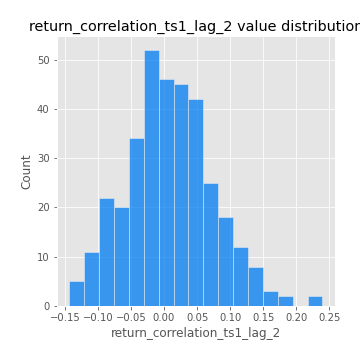 return_correlation_ts1_lag_2 value distribution
50
40
30
20
10
0
Count
−0.15 −0.10 −0.05 0.00 0.05 0.10 0.15 0.20 0.25
return_correlation_ts1_lag_2